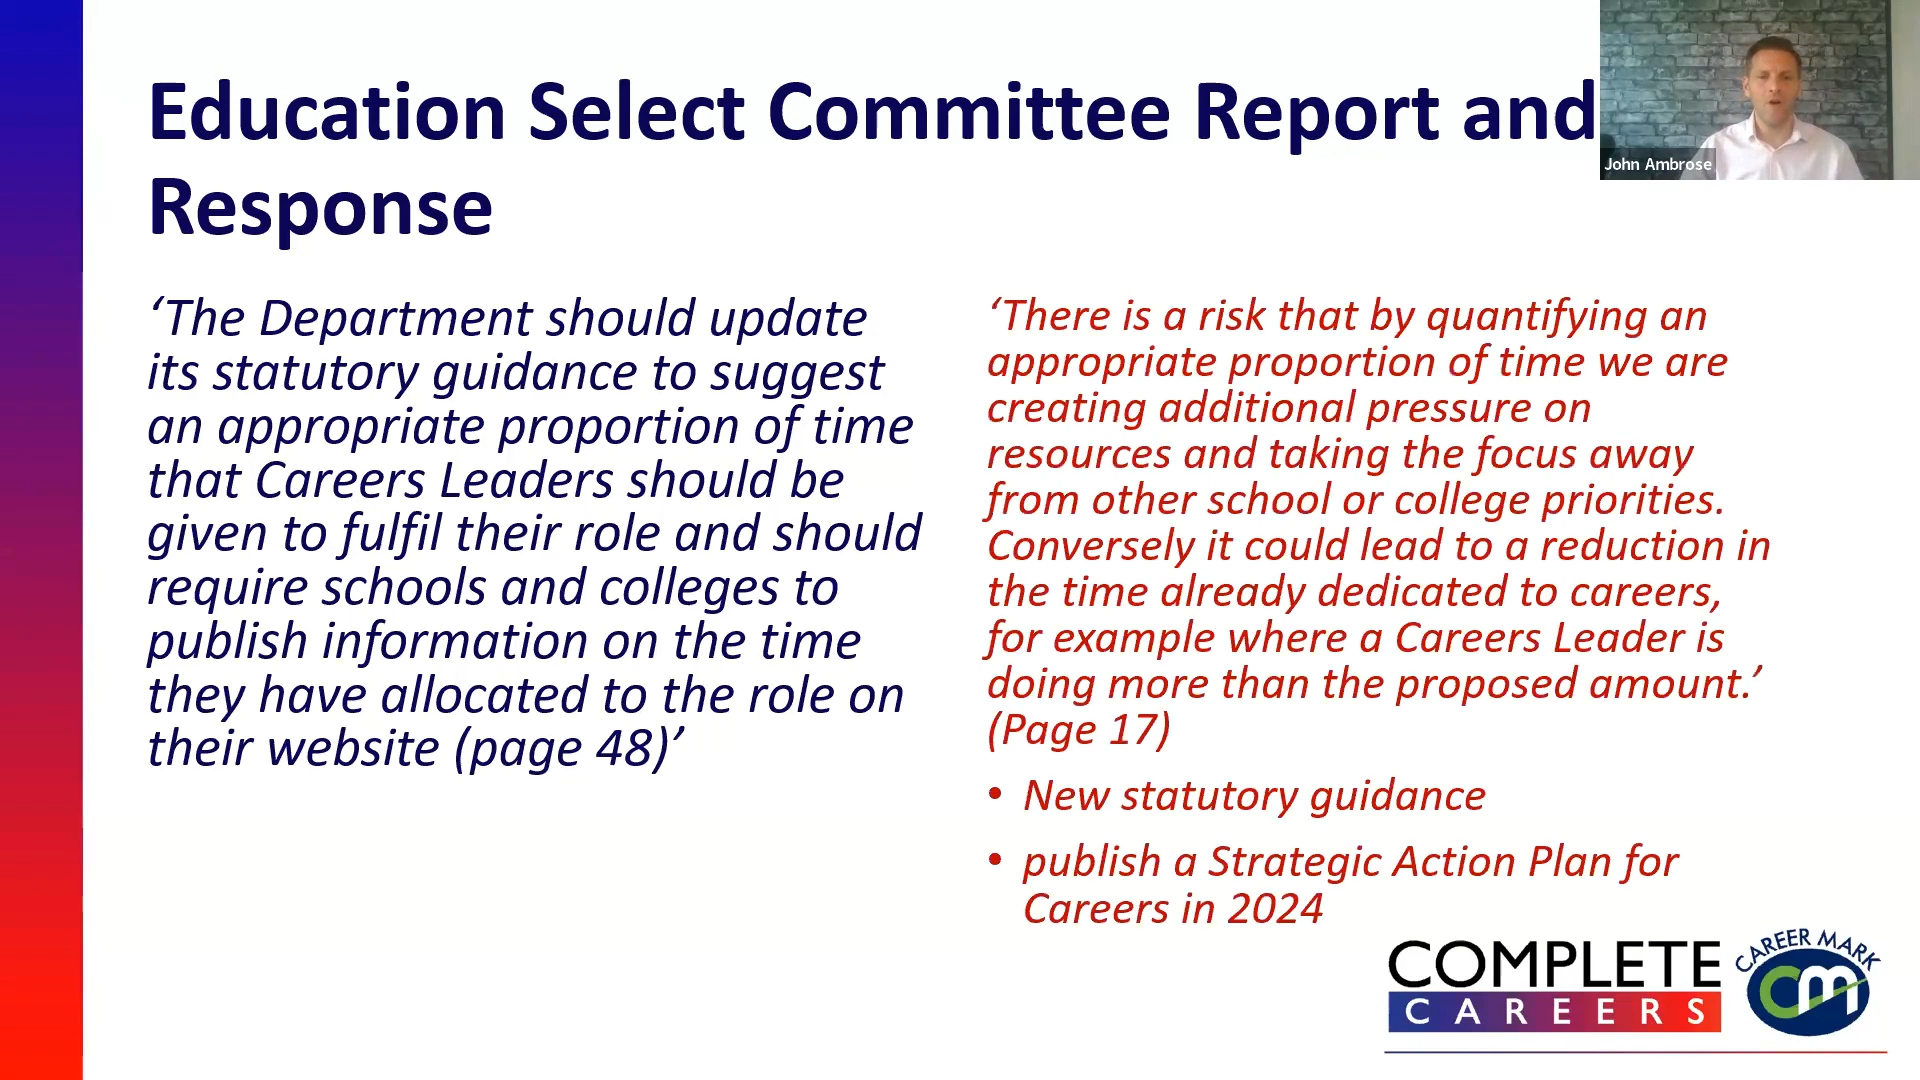 Education Select Committee Report and
Response
John Ambrose
‘The Department should update
its statutory guidance to suggest
an appropriate proportion of time
that Careers Leaders should be
given to fulfil their role and should
require schools and colleges to
publish information on the time
they have allocated to the role on
their website (page 48)’
‘There is a risk that by quantifying an
appropriate proportion of time we are
creating additional pressure on
resources and taking the focus away
from other school or college priorities.
Conversely it could lead to a reduction in
the time already dedicated to careers,
for example where a Careers Leader is
doing more than the proposed amount.’
(Page 17)
• New statutory guidance
• publish a Strategic Action Plan for
Careers in 2024
COMPLETE
CAREERS
CAREER MARK
cm